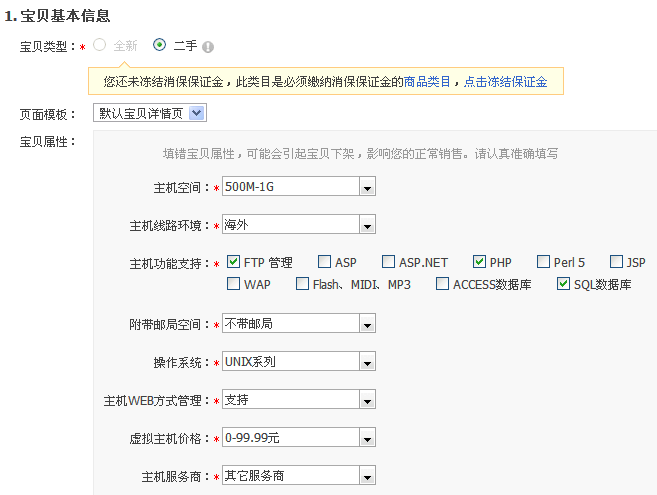 1. 宝贝基本信息
宝贝类型：* 全新 二手
您还未冻结消保保证金，此类目是必须缴纳消保保证金的商品类目，点击冻结保证金
页面模板： 默认宝贝详情页
宝贝属性：
填错宝贝属性，可能会引起宝贝下架，影响您的正常销售。请认真准确填写
主机空间：* 500M-1G
主机线路环境：* 海外
主机功能支持：* FTP 管理 ASP ASP.NET PHP Perl 5 JSP
WAP Flash、MIDI、MP3 ACCESS数据库 SQL数据库
附带邮局空间：* 不带邮局
操作系统：* UNIX系列
主机WEB方式管理：* 支持
虚拟主机价格：* 0-99.99元
主机服务商：* 其它服务商